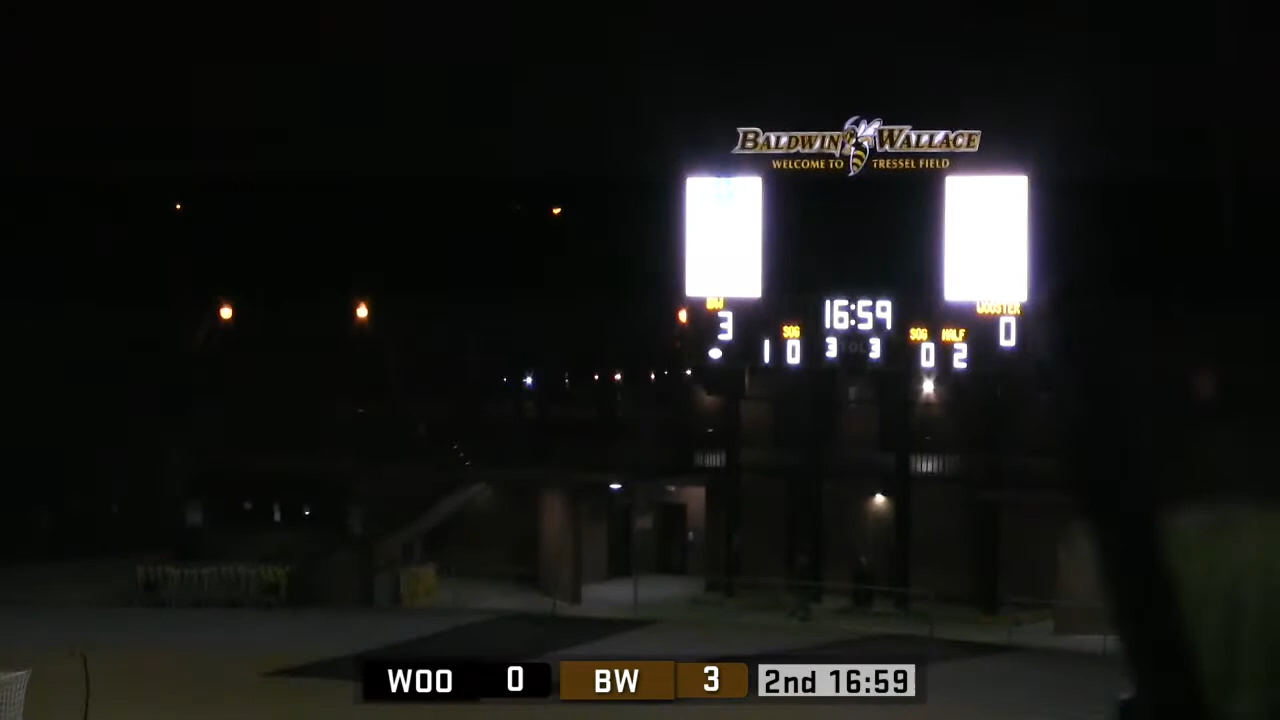 BALDWIN WALLACE
WELCOME TO TRESSEL FIELD
BW 16:59 WOOSTER
3 SOG SOG HALF 0
1 0 3 TOL 3 0 2
WOO 0 BW 3 2nd 16:59